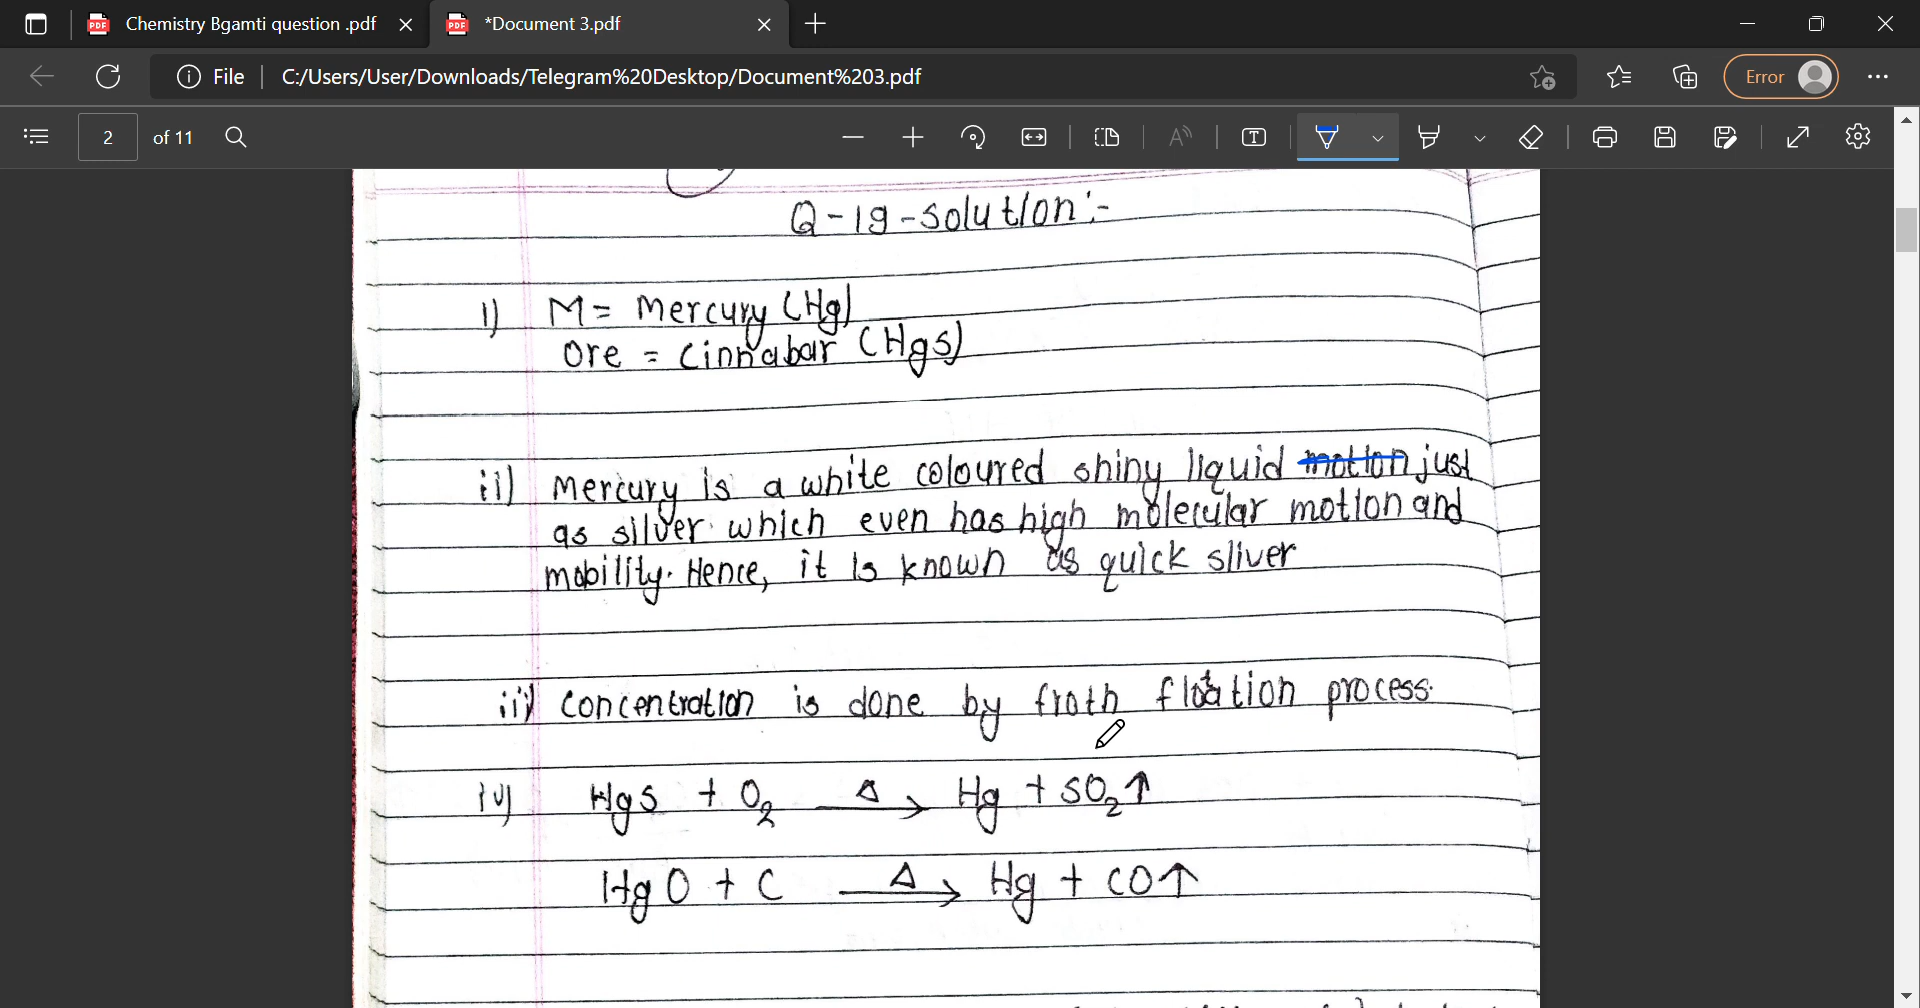 Chemistry Bgamti question .pdf
*Document 3.pdf
File
C:/Users/User/Downloads/Telegram%20Desktop/Document%203.pdf
Error
2 of 11
Q-19-solution:-
i) M = Mercury (Hg)
Ore = Cinnabar (HgS)
ii) Mercury is a white coloured shiny liquid motion just
as silver which even has high molecular motion and
mobility. Hence, it is known as quick sliver
iii) Concentration is done by froth floatation process.
iv) HgS + O₂ —Δ→ Hg + SO₂↑
HgO + C —Δ→ Hg + CO↑